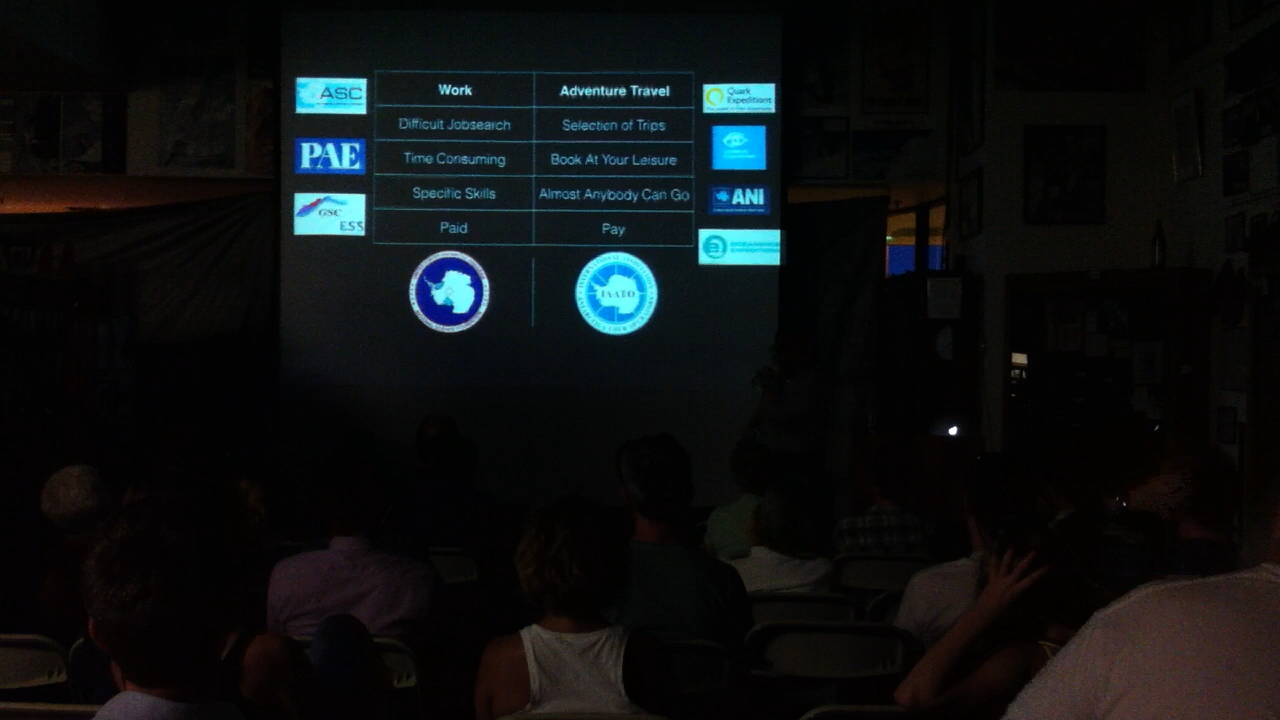 ASC
PAE
GSC
ESS
Work Adventure Travel
Difficult Jobsearch Selection of Trips
Time Consuming Book At Your Leisure
Specific Skills Almost Anybody Can Go
Paid Pay
Quark
Expeditions
ANI
EXPEDITIONS
IAATO